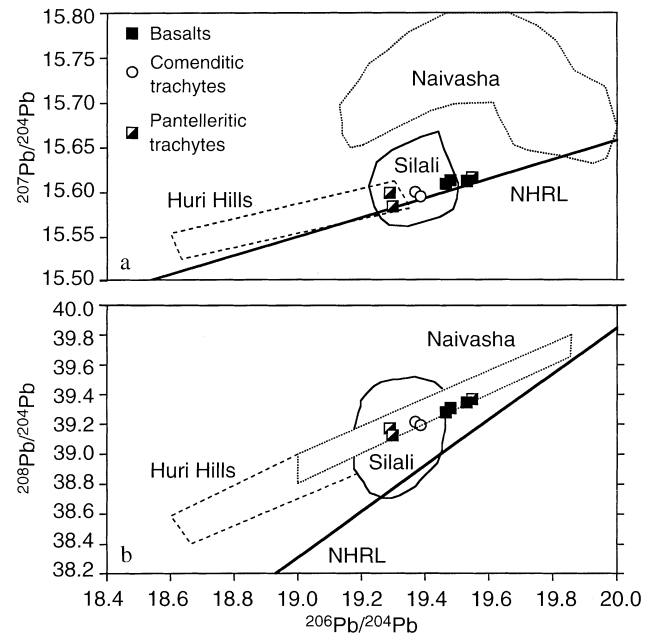 15.80
15.75
15.70
15.65
15.60
15.55
15.50
²⁰⁷Pb/²⁰⁴Pb
Basalts
Comenditic
trachytes
Pantelleritic
trachytes
Naivasha
Silali
Huri Hills
NHRL
a
40.0
39.8
39.6
39.4
39.2
39.0
38.8
38.6
38.4
38.2
²⁰⁸Pb/²⁰⁴Pb
Naivasha
Huri Hills
Silali
NHRL
b
18.4 18.6 18.8 19.0 19.2 19.4 19.6 19.8 20.0
²⁰⁶Pb/²⁰⁴Pb